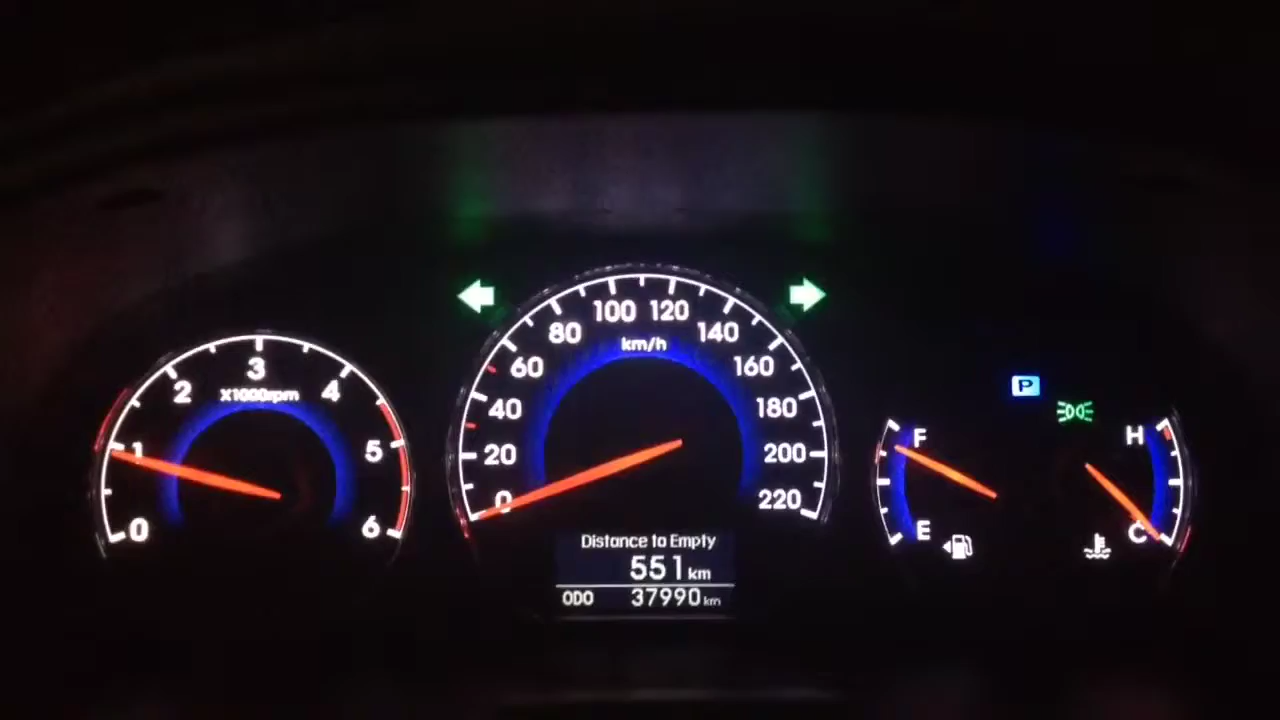 100 120
80 140
km/h
60 160
3
2 4
X1000rpm
40 180
P
1 5
20 200
F
H
0 220
0 6
E
C
Distance to Empty
551 km
ODO 37990 km